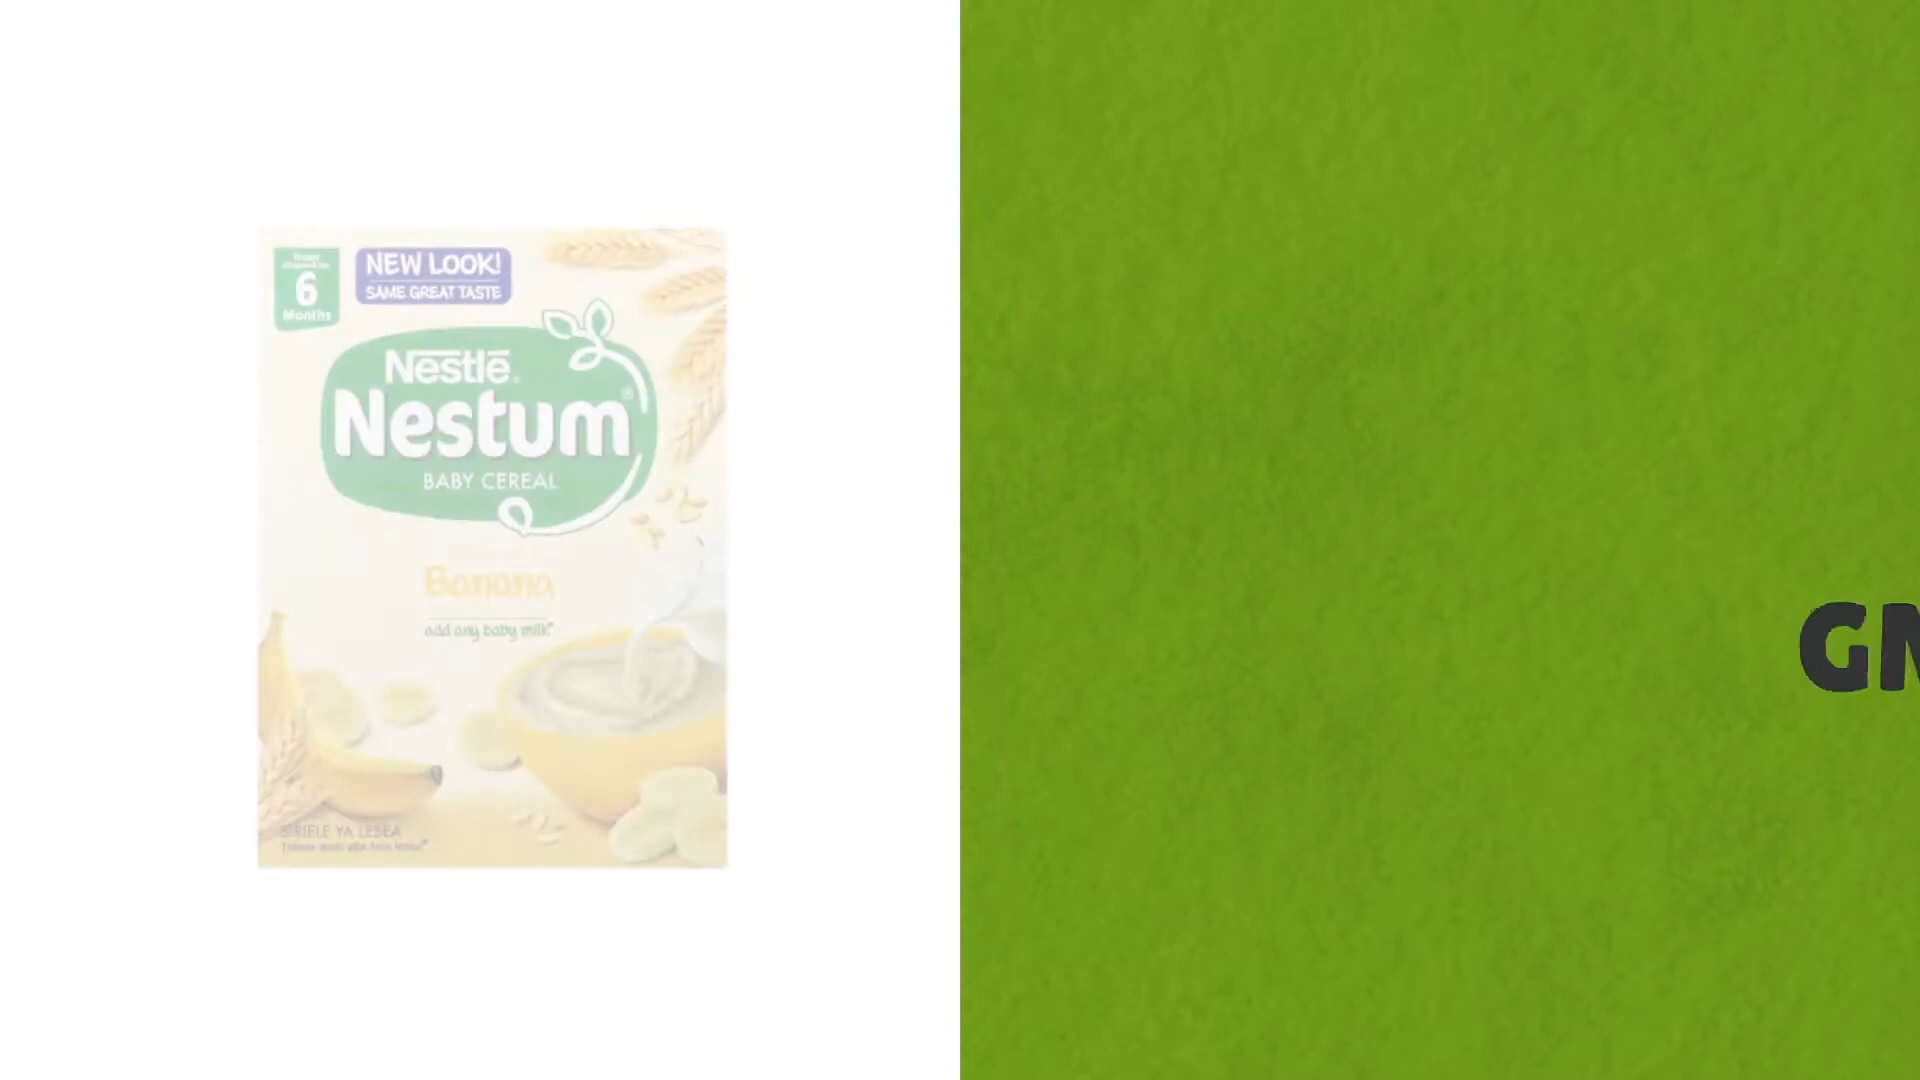 6
Months
NEW LOOK!
SAME GREAT TASTE
Nestlé
Nestum®
BABY CEREAL
Banana
add any baby milk*
SIRIELE YA LESEA
GM